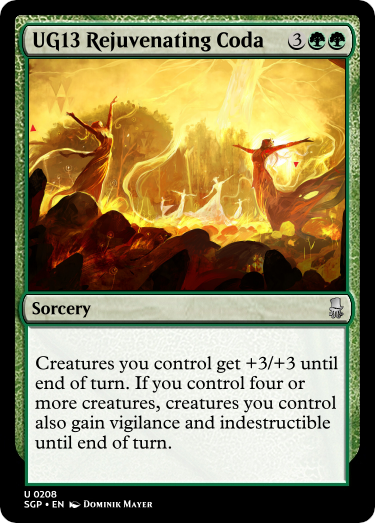 UG13 Rejuvenating Coda 3
Sorcery
Creatures you control get +3/+3 until
end of turn. If you control four or
more creatures, creatures you control
also gain vigilance and indestructible
until end of turn.
U 0208
SGP • EN DOMINIK MAYER